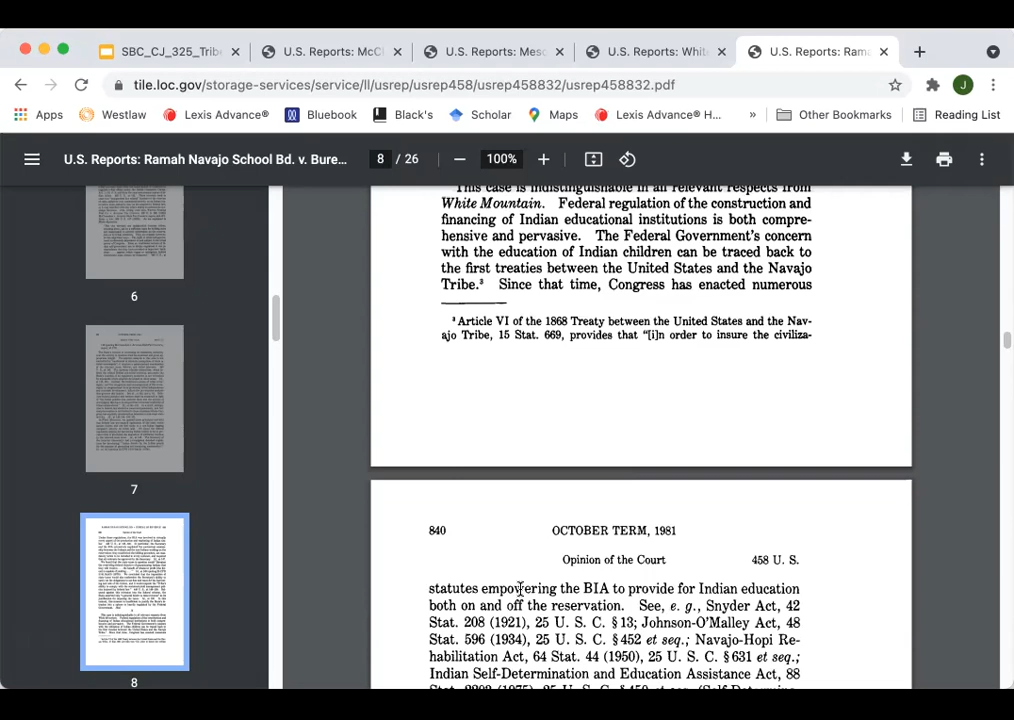 SBC_CJ_325_Tribe
U.S. Reports: McCl
U.S. Reports: Mesc
U.S. Reports: Whit
U.S. Reports: Rama
tile.loc.gov/storage-services/service/ll/usrep/usrep458/usrep458832/usrep458832.pdf
J
Apps
Westlaw
Lexis Advance®
Bluebook
Black's
Scholar
Maps
Lexis Advance® H...
»
Other Bookmarks
Reading List
U.S. Reports: Ramah Navajo School Bd. v. Bure...
8 / 26
100%
6
7
8
This case is indistinguishable in all relevant respects from
White Mountain. Federal regulation of the construction and
financing of Indian educational institutions is both compre-
hensive and pervasive. The Federal Government's concern
with the education of Indian children can be traced back to
the first treaties between the United States and the Navajo
Tribe.³ Since that time, Congress has enacted numerous
³ Article VI of the 1868 Treaty between the United States and the Nav-
ajo Tribe, 15 Stat. 669, provides that "[i]n order to insure the civiliza-
840 OCTOBER TERM, 1981
Opinion of the Court 458 U. S.
statutes empowering the BIA to provide for Indian education
both on and off the reservation. See, e. g., Snyder Act, 42
Stat. 208 (1921), 25 U. S. C. § 13; Johnson-O'Malley Act, 48
Stat. 596 (1934), 25 U. S. C. § 452 et seq.; Navajo-Hopi Re-
habilitation Act, 64 Stat. 44 (1950), 25 U. S. C. § 631 et seq.;
Indian Self-Determination and Education Assistance Act, 88